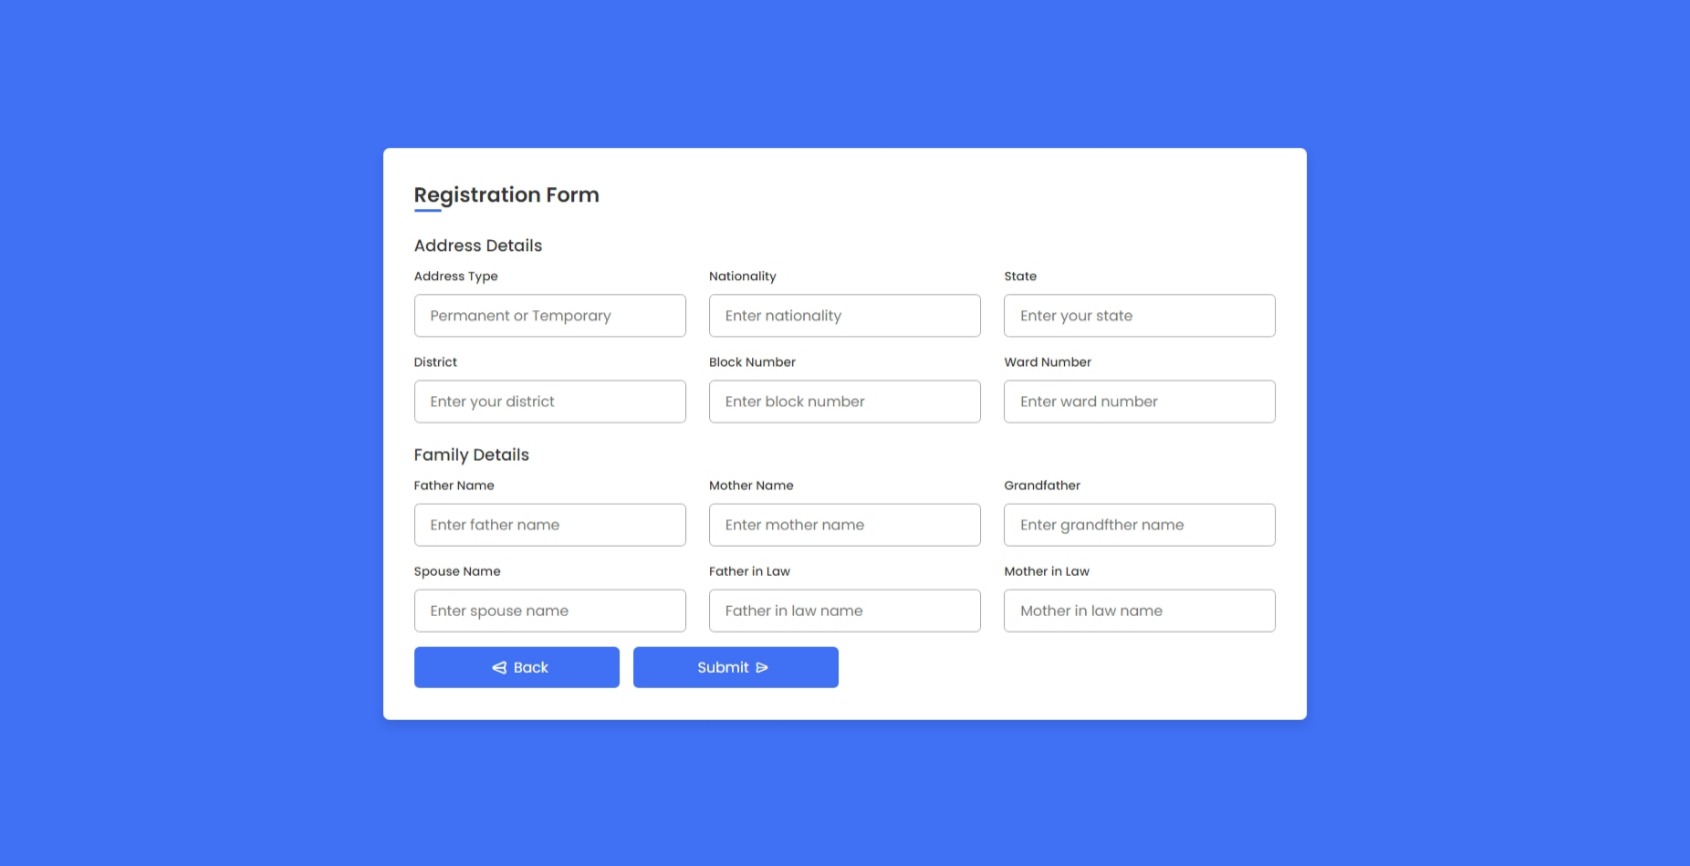 Registration Form
Address Details
Address Type Nationality State
Permanent or Temporary Enter nationality Enter your state
District Block Number Ward Number
Enter your district Enter block number Enter ward number
Family Details
Father Name Mother Name Grandfather
Enter father name Enter mother name Enter grandfther name
Spouse Name Father in Law Mother in Law
Enter spouse name Father in law name Mother in law name
Back Submit